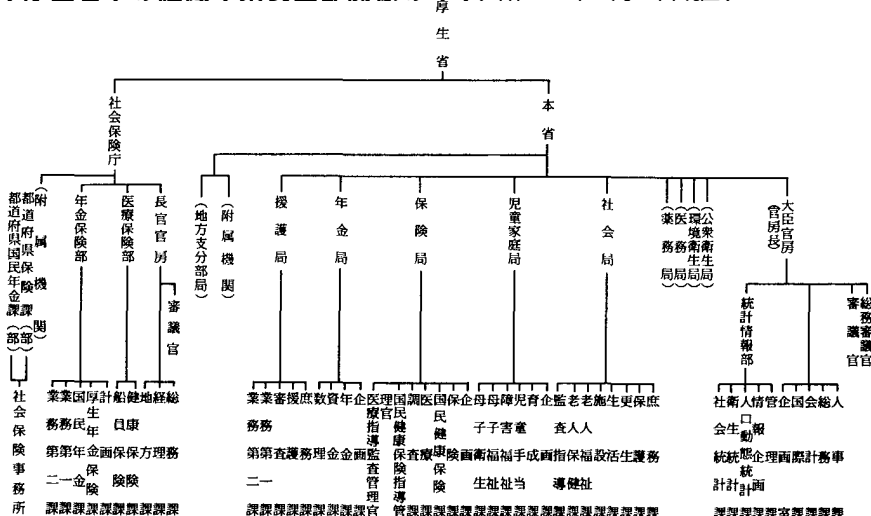 厚生省
本省
社会保険庁
大臣官房
(官房長)
総務審議官
審議官
人事課
総務課
会計課
国際課
企画室
統計情報部
管理課
情報企画課
人口動態統計課
衛生統計課
社会統計課
(公衆衛生局)
(環境衛生局)
(医務局)
(薬務局)
社会局
庶務課
保護課
更生課
生活課
施設課
老人福祉課
老人保健課
監査指導課
児童家庭局
企画課
育成課
児童手当課
障害福祉課
母子福祉課
母子衛生課
保険局
企画課
保険課
国民健康保険課
医療課
調査課
国民健康保険指導管理官
医療指導監査管理官
年金局
企画課
年金課
資金課
数理課
援護局
庶務課
援護課
審査課
業務第一課
業務第二課
(附属機関)
(地方支分部局)
長官官房
審議官
総務課
経理課
地方課
医療保険部
健康保険課
船員保険課
年金保険部
計画課
厚生年金保険課
国民年金課
業務第一課
業務第二課
(附属機関)
都道府県保険課(部)
都道府県国民年金課(部)
社会保険事務所